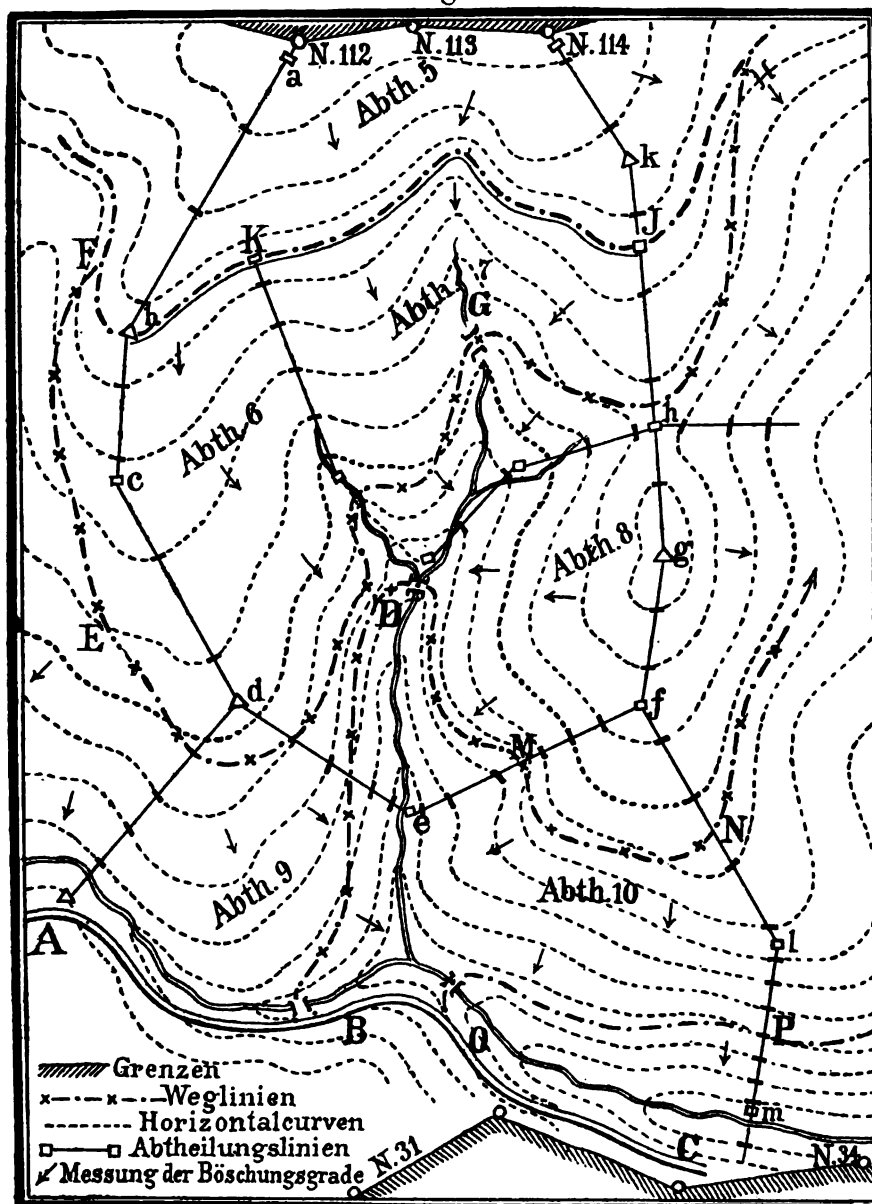 N.112
N.113
N.114
a
Abth. 5
k
J
H
F
K
b
7
Abth.
G
Abth. 6
h
c
Abth. 8
g
D
E
d
f
M
e
N
Abth. 9
Abth. 10
A
l
B
O
P
Grenzen
Weglinien
Horizontalcurven
m
Abtheilungslinien
N.31
C
N.34
Messung der Böschungsgrade